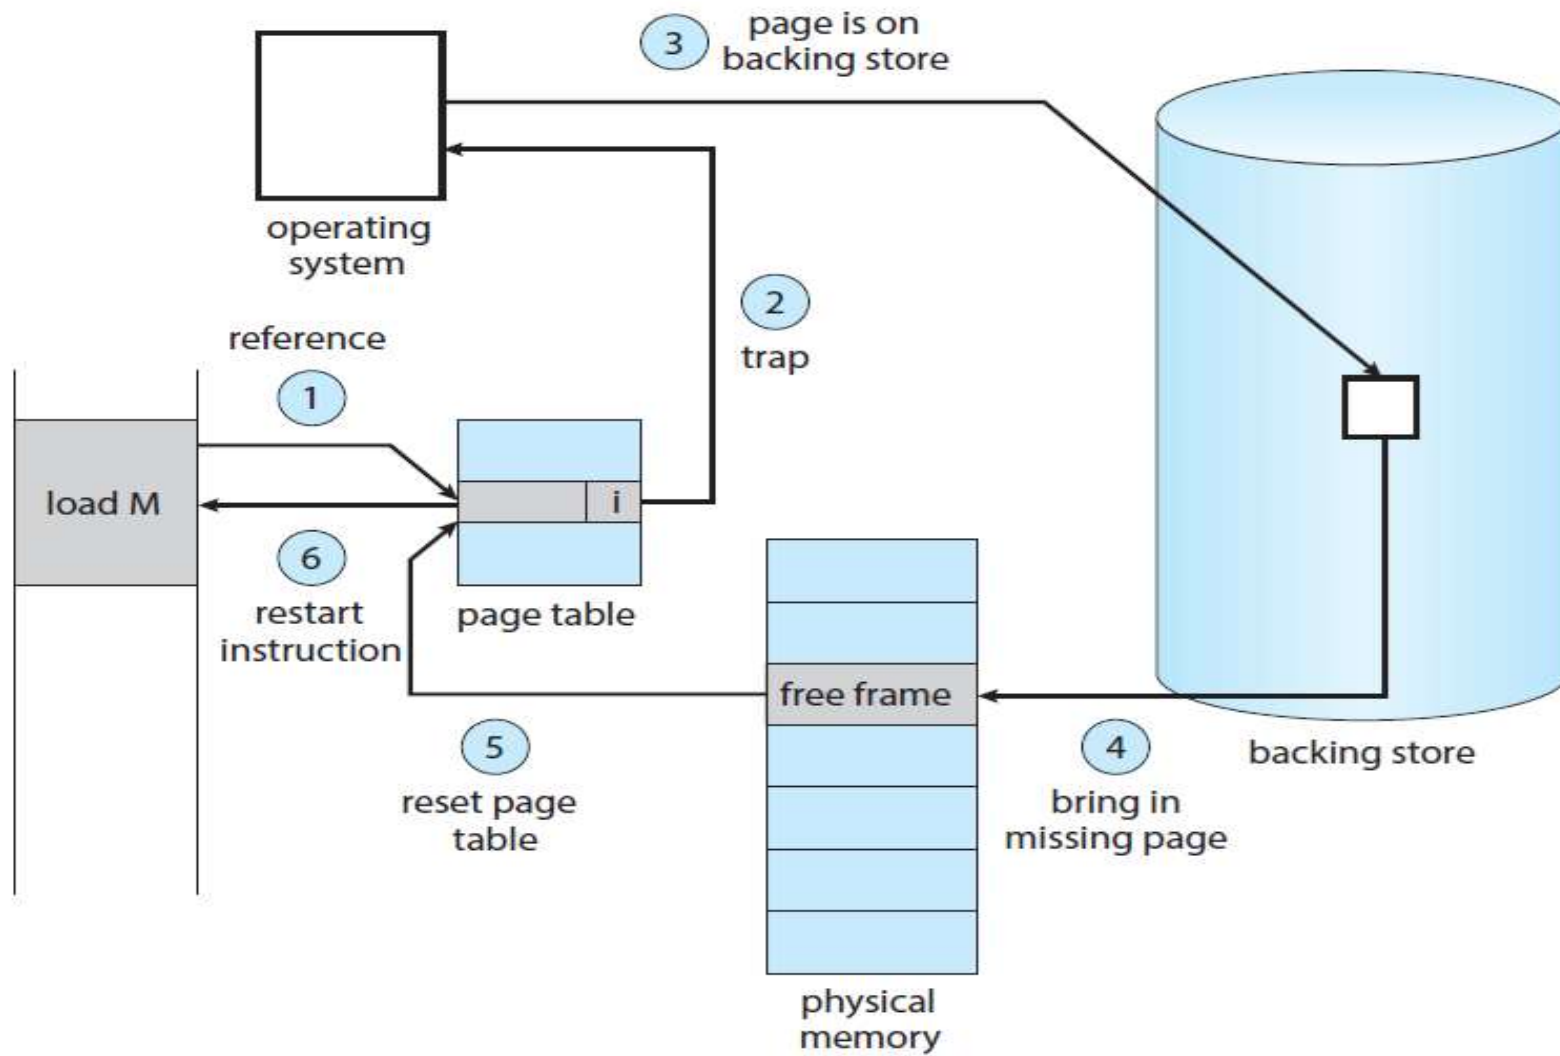 3
page is on
backing store
operating
system
2
trap
reference
1
load M
i
6
restart
instruction
page table
free frame
5
reset page
table
4
bring in
missing page
backing store
physical
memory